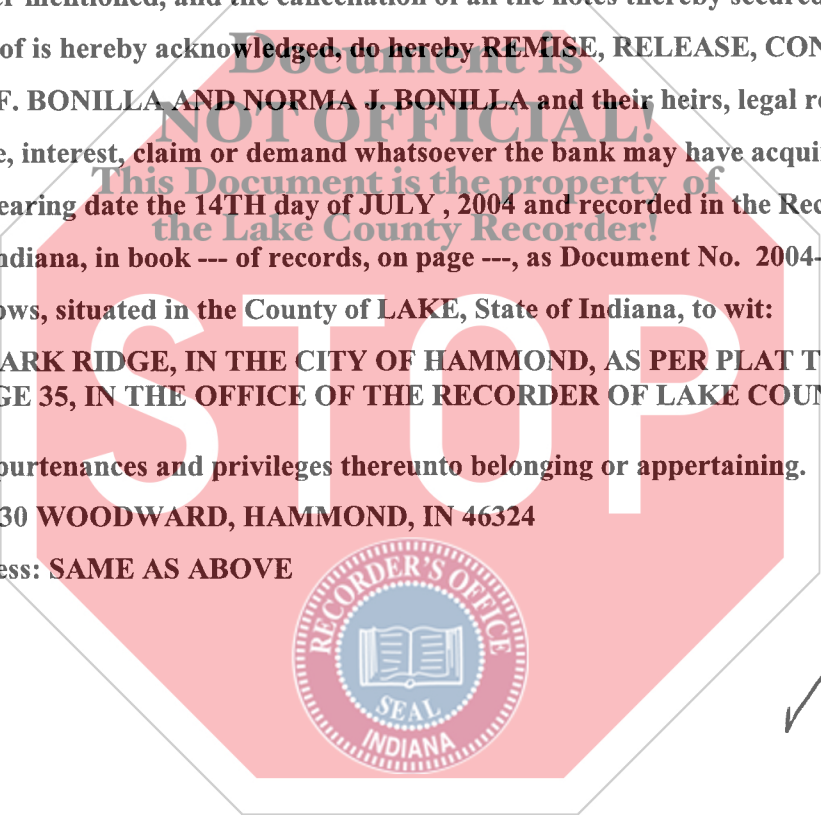 er mentioned, and the cancellation of all the notes thereby secured
of is hereby acknowledged, do hereby REMISE, RELEASE, CON
Document is
F. BONILLA AND NORMA J. BONILLA and their heirs, legal r
NOT OFFICIAL!
e, interest, claim or demand whatsoever the bank may have acqui
This Document is the property of
earing date the 14TH day of JULY , 2004 and recorded in the Rec
the Lake County Recorder!
ndiana, in book --- of records, on page ---, as Document No. 2004-
ows, situated in the County of LAKE, State of Indiana, to wit:
ARK RIDGE, IN THE CITY OF HAMMOND, AS PER PLAT T
GE 35, IN THE OFFICE OF THE RECORDER OF LAKE COUN
STOP
purtenances and privileges thereunto belonging or appertaining.
30 WOODWARD, HAMMOND, IN 46324
ess: SAME AS ABOVE
RECORDER'S OFFICE
SEAL
INDIANA